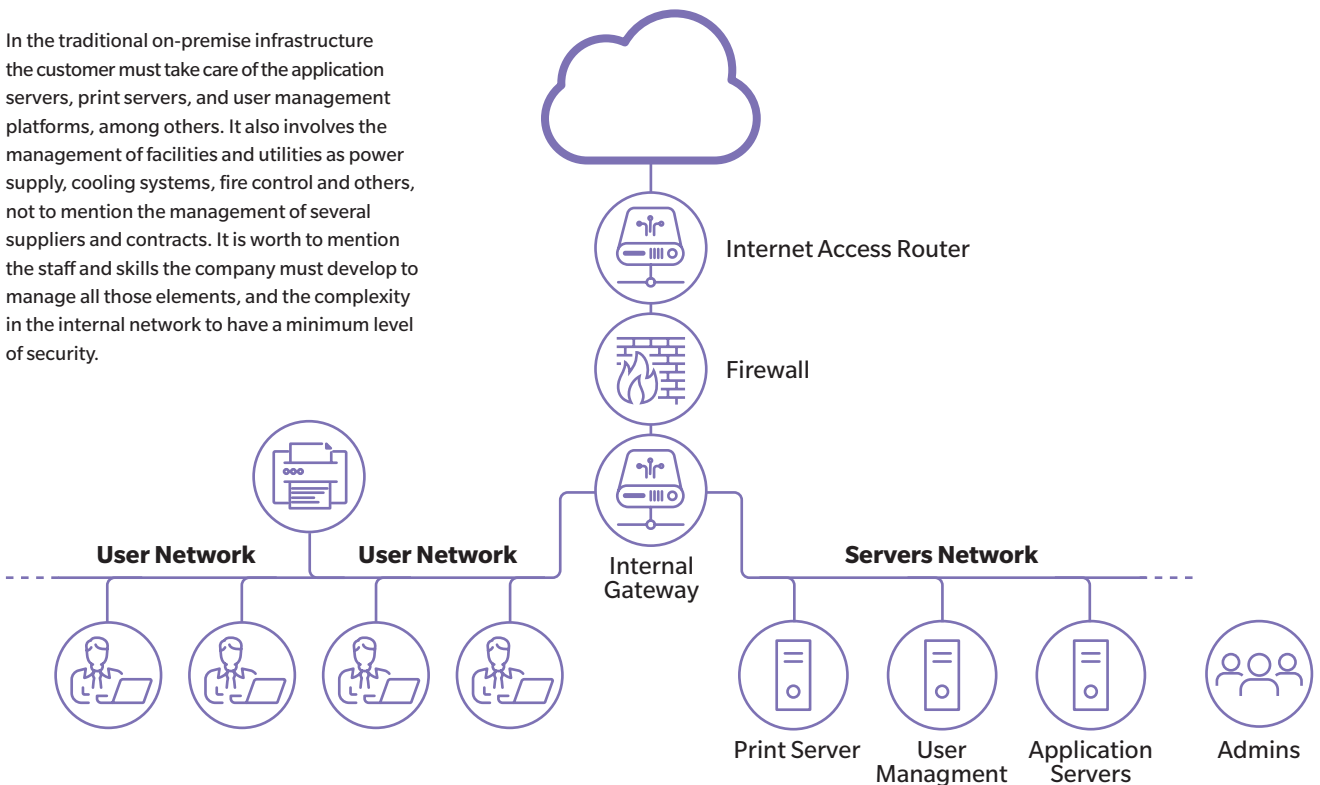 In the traditional on-premise infrastructure
the customer must take care of the application
servers, print servers, and user management
platforms, among others. It also involves the
management of facilities and utilities as power
supply, cooling systems, fire control and others,
not to mention the management of several
suppliers and contracts. It is worth to mention
the staff and skills the company must develop to
manage all those elements, and the complexity
in the internal network to have a minimum level
of security.
Internet Access Router
Firewall
User Network
User Network
Internal
Gateway
Servers Network
Print Server
User
Managment
Application
Servers
Admins